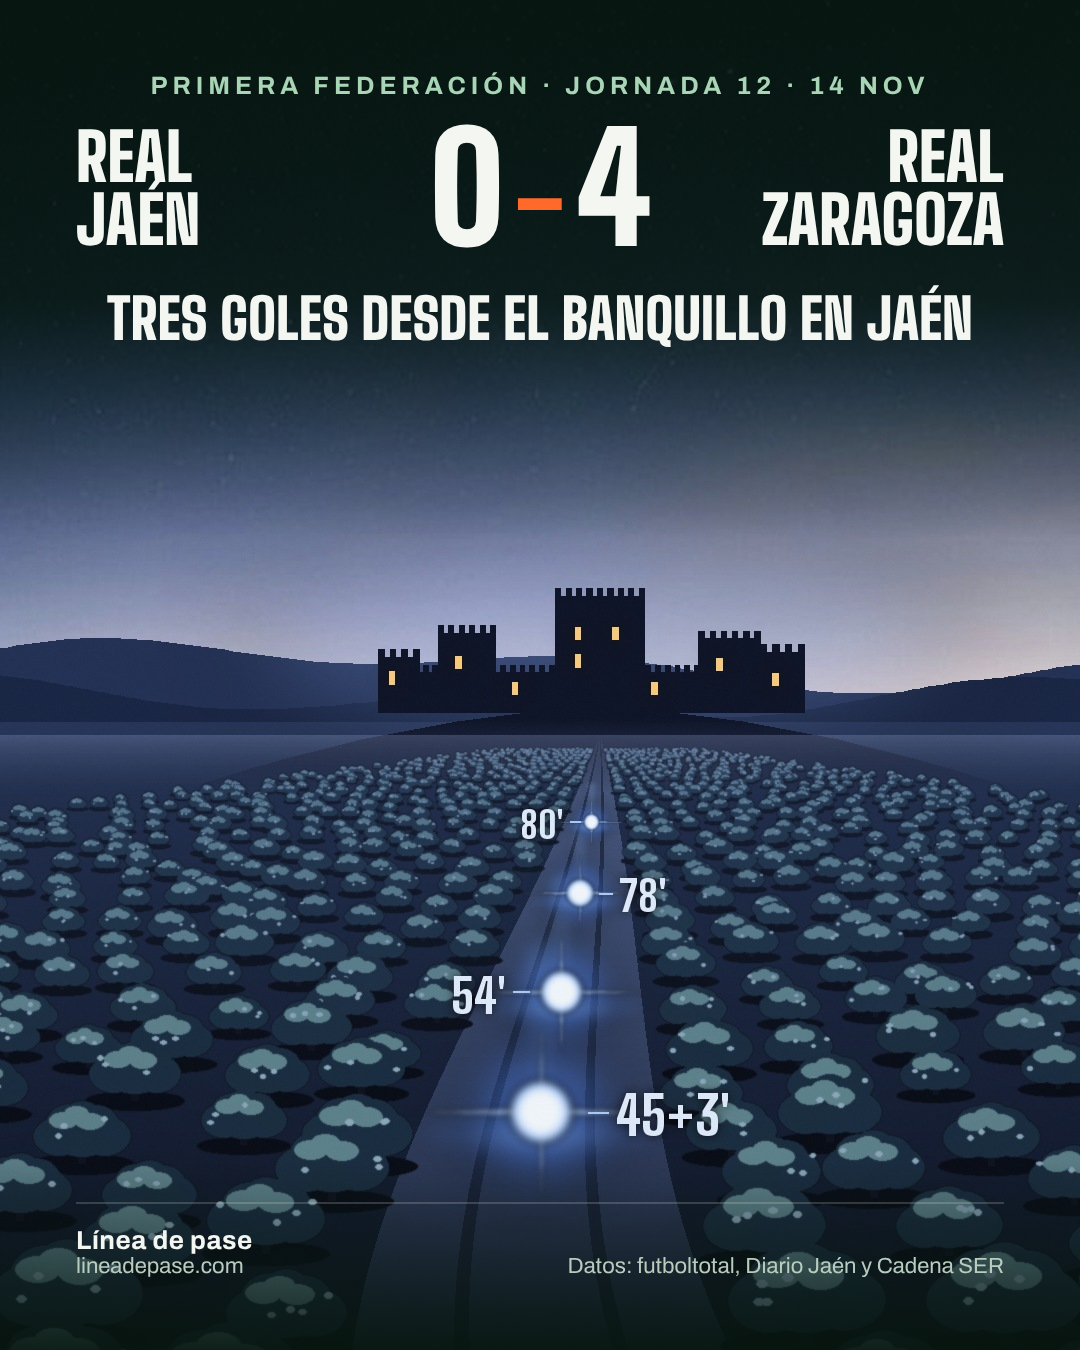 PRIMERA FEDERACIÓN · JORNADA 12 · 14 NOV
REAL
JAÉN
0-4
REAL
ZARAGOZA
TRES GOLES DESDE EL BANQUILLO EN JAÉN
80'
78'
54'
45+3'
Línea de pase
lineadepase.com
Datos: futboltotal, Diario Jaén y Cadena SER